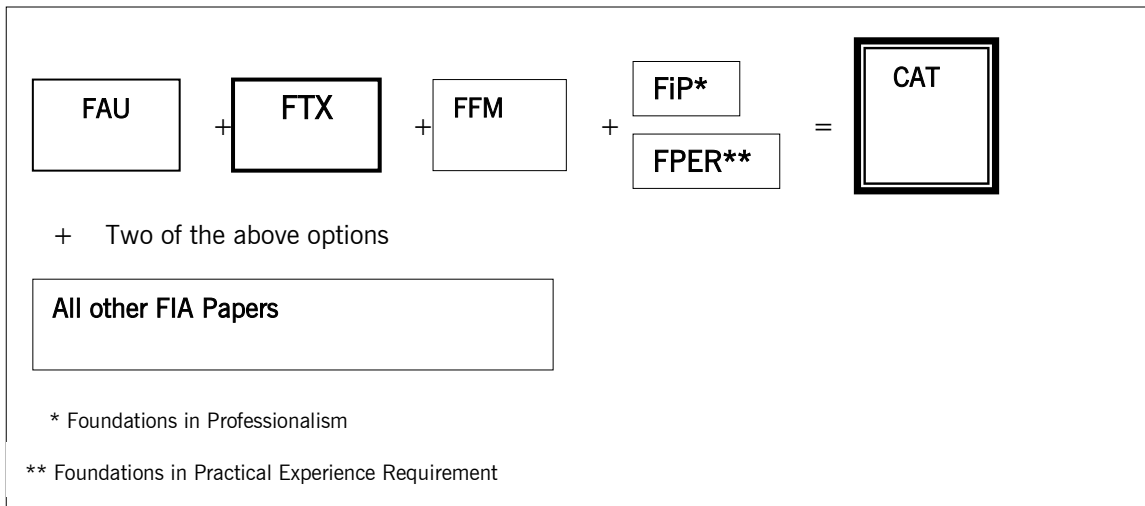 FAU + FTX + FFM + FiP* = CAT
FPER**
+ Two of the above options
All other FIA Papers
* Foundations in Professionalism
** Foundations in Practical Experience Requirement